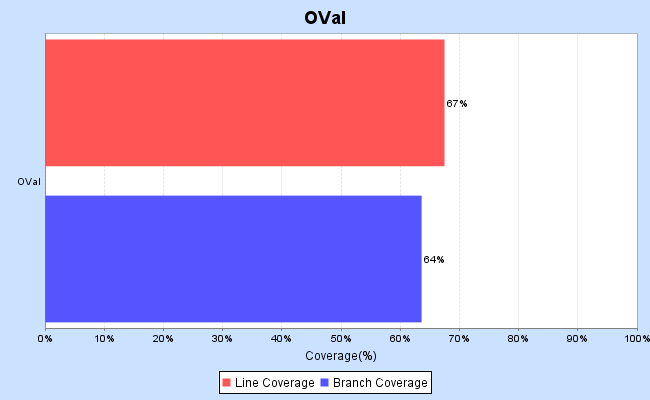 OVal
67%
OVal
64%
0% 10% 20% 30% 40% 50% 60% 70% 80% 90% 100%
Coverage(%)
Line Coverage Branch Coverage